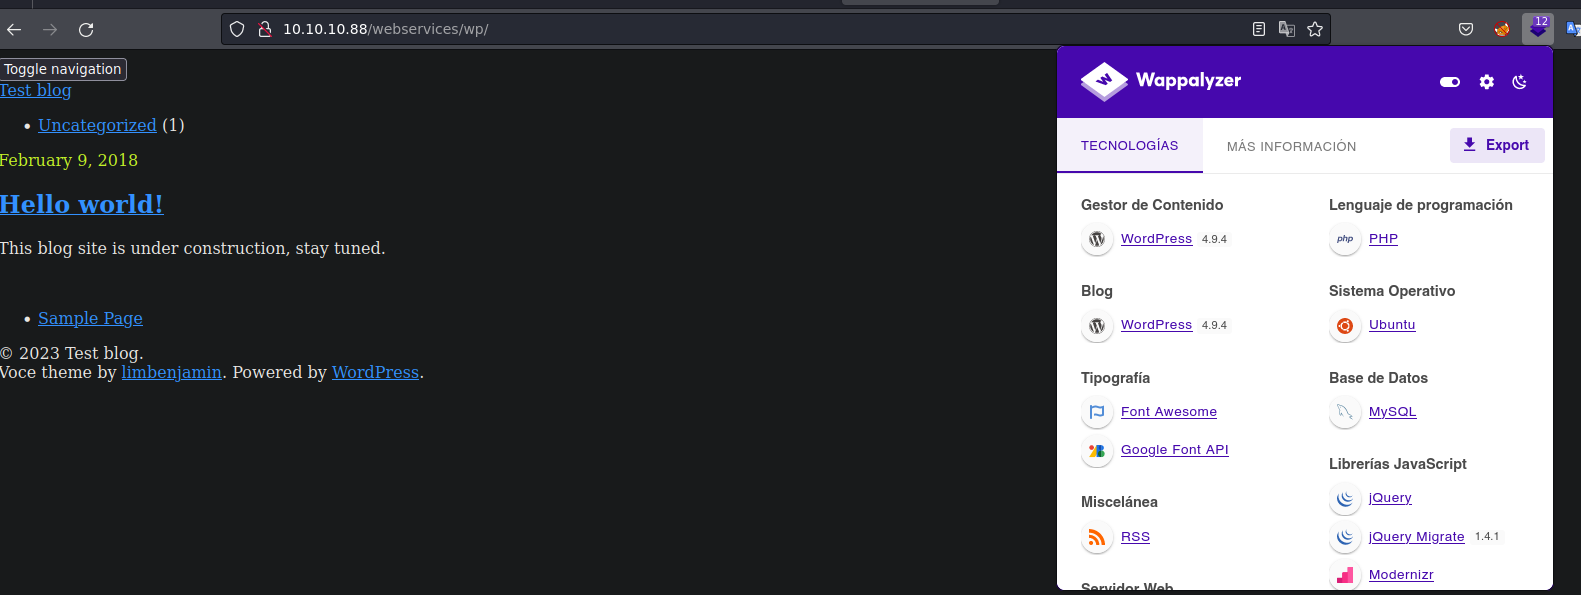 10.10.10.88/webservices/wp/
12
Toggle navigation
Test blog
Uncategorized (1)
February 9, 2018
Hello world!
This blog site is under construction, stay tuned.
Sample Page
© 2023 Test blog.
Voce theme by limbenjamin. Powered by WordPress.
Wappalyzer
TECNOLOGÍAS
MÁS INFORMACIÓN
Export
Gestor de Contenido
WordPress 4.9.4
Blog
WordPress 4.9.4
Tipografía
Font Awesome
Google Font API
Miscelánea
RSS
Servidor Web
Lenguaje de programación
php PHP
Sistema Operativo
Ubuntu
Base de Datos
MySQL
Librerías JavaScript
jQuery
jQuery Migrate 1.4.1
Modernizr